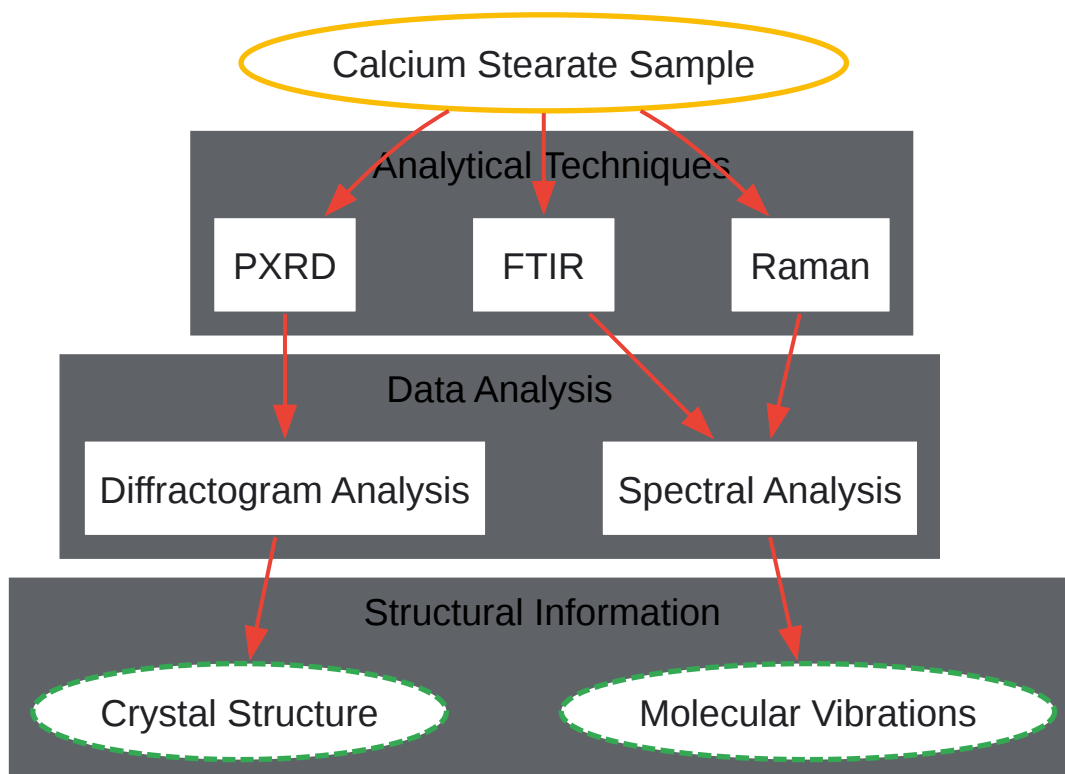 Calcium Stearate Sample
Analytical Techniques
PXRD
FTIR
Raman
Data Analysis
Diffractogram Analysis
Spectral Analysis
Structural Information
Crystal Structure
Molecular Vibrations